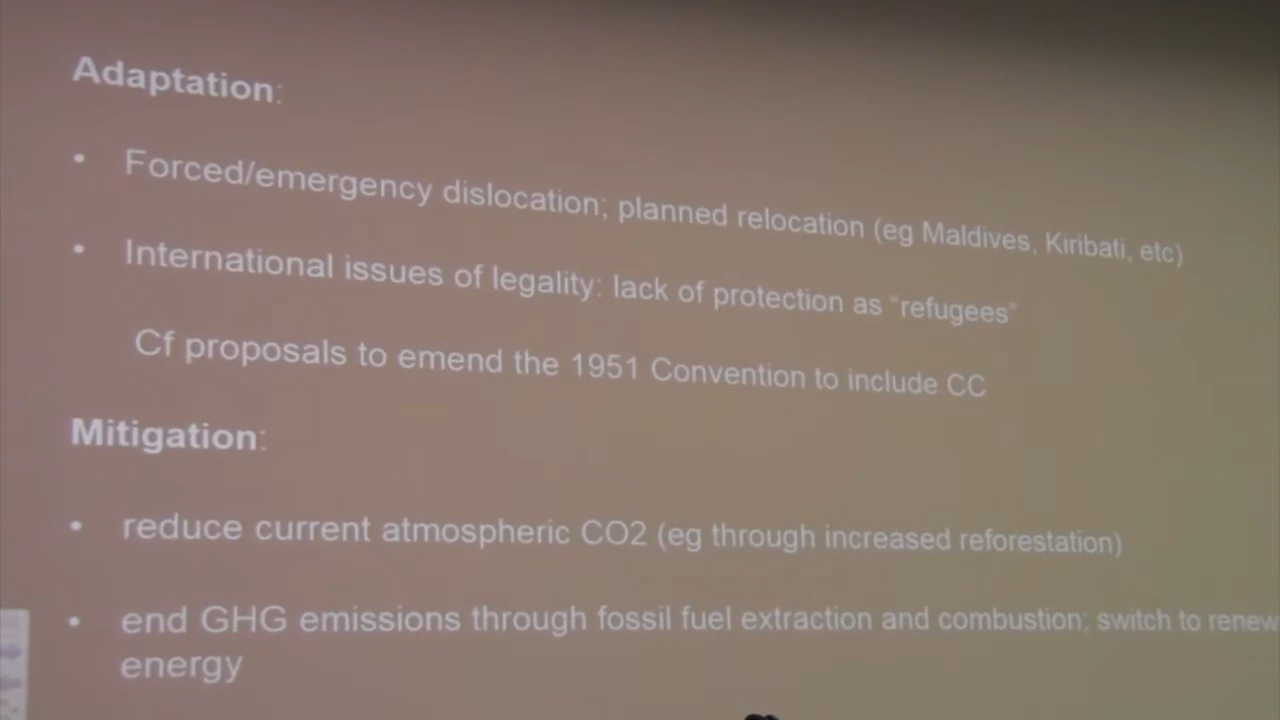 Adaptation:
• Forced/emergency dislocation; planned relocation (eg Maldives, Kiribati, etc)
• International issues of legality: lack of protection as "refugees"
Cf proposals to emend the 1951 Convention to include CC
Mitigation:
• reduce current atmospheric CO2 (eg through increased reforestation)
• end GHG emissions through fossil fuel extraction and combustion; switch to renew
energy